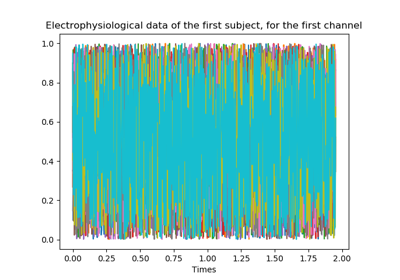 Electrophysiological data of the first subject, for the first channel
1.0
0.8
0.6
0.4
0.2
0.0
0.00 0.25 0.50 0.75 1.00 1.25 1.50 1.75 2.00
Times